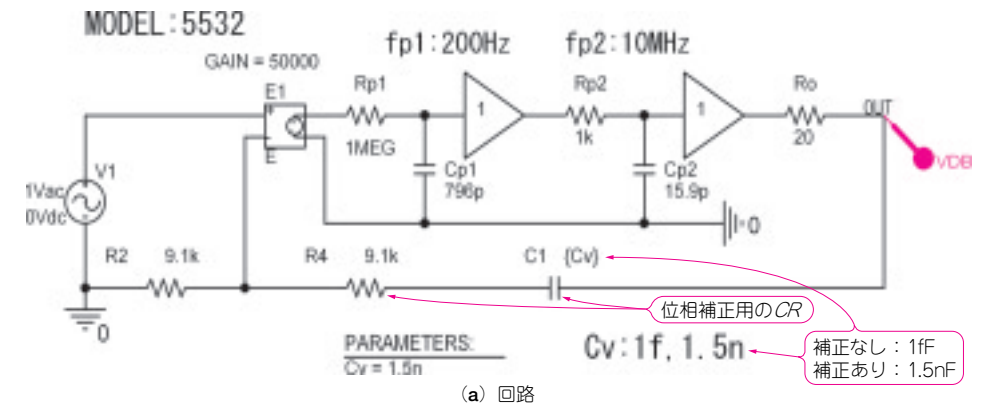 MODEL:5532
fp1:200Hz
fp2:10MHz
GAIN = 50000
E1
Rp1
Rp2
Ro
OUT
+
-
E
1
1
1MEG
1k
20
VDB
V1
Cp1
796p
Cp2
15.9p
1Vac
0Vdc
0
R2 9.1k
R4 9.1k
C1 {Cv}
位相補正用のCR
0
PARAMETERS:
Cv = 1.5n
Cv:1f, 1.5n
補正なし：1fF
補正あり：1.5nF
（a）回路